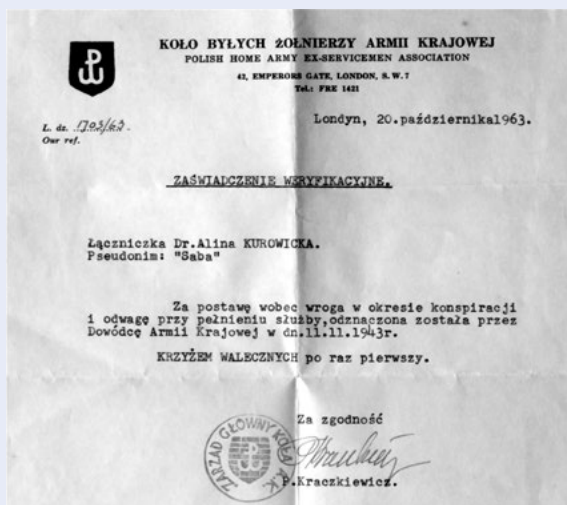 KOŁO BYŁYCH ŻOŁNIERZY ARMII KRAJOWEJ
POLISH HOME ARMY EX-SERVICEMEN ASSOCIATION
42, EMPERORS GATE, LONDON, S. W. 7
Tel.: FRE 1421
L. dz. 1703/63.
Our ref.
Londyn, 20.października1963.
ZAŚWIADCZENIE WERYFIKACYJNE.
Łączniczka Dr.Alina KUROWICKA.
Pseudonim: "Saba"
Za postawę wobec wroga w okresie konspiracji
i odwagę przy pełnieniu służby,odznaczona została przez
Dowódcę Armii Krajowej w dn.11.11.1943r.
KRZYŻEM WALECZNYCH po raz pierwszy.
Za zgodność
ZARZĄD GŁÓWNY KOŁA A.K.
P.Kraczkiewicz.